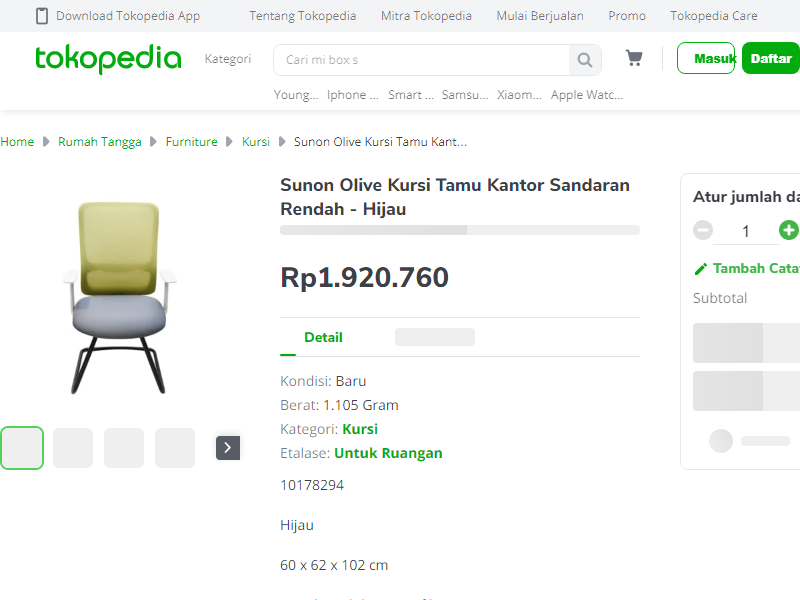 Download Tokopedia App Tentang Tokopedia Mitra Tokopedia Mulai Berjualan Promo Tokopedia Care
tokopedia Kategori Cari mi box s Masuk Daftar
Young... Iphone ... Smart ... Samsu... Xiaom... Apple Watc...
Home Rumah Tangga Furniture Kursi Sunon Olive Kursi Tamu Kant...
Sunon Olive Kursi Tamu Kantor Sandaran
Rendah - Hijau
Rp1.920.760
Detail
Kondisi: Baru
Berat: 1.105 Gram
Kategori: Kursi
Etalase: Untuk Ruangan
10178294
Hijau
60 x 62 x 102 cm
Atur jumlah da
1
Tambah Cata
Subtotal